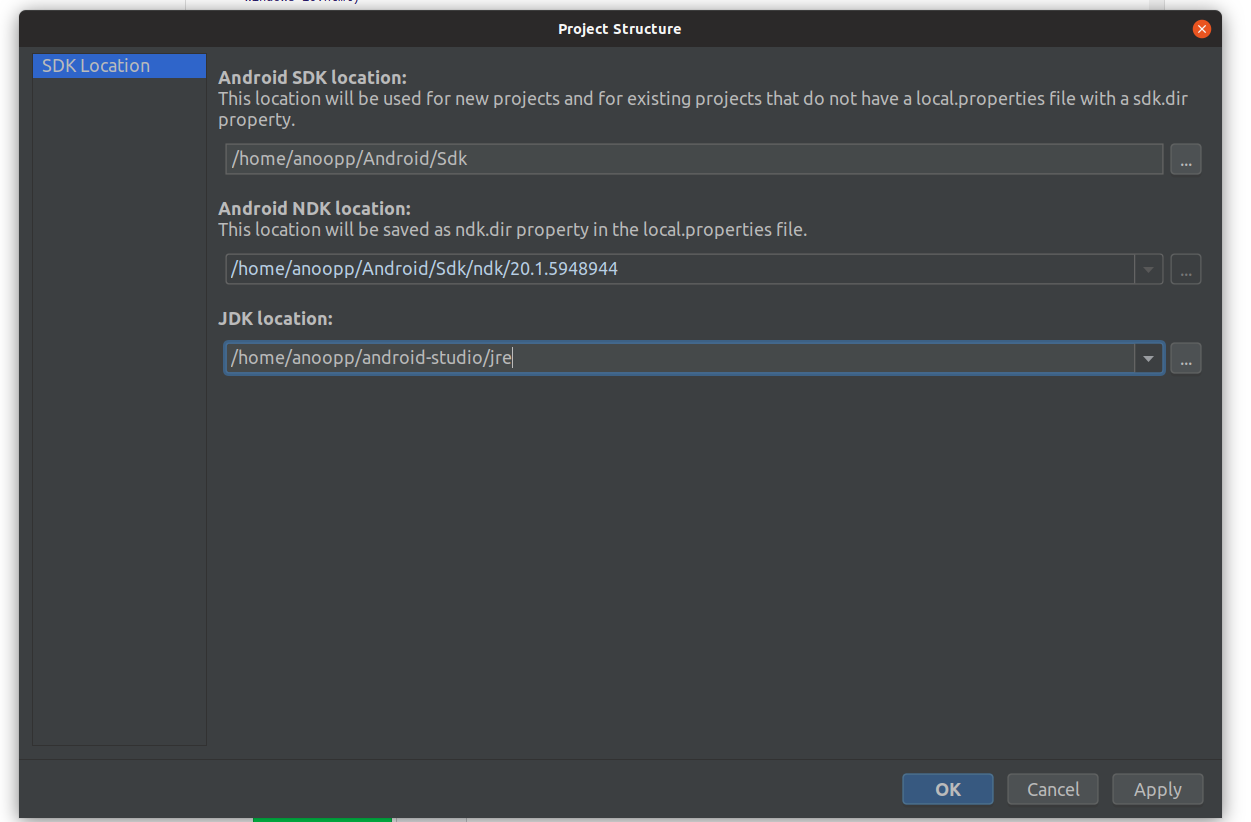 Project Structure
SDK Location
Android SDK location:
This location will be used for new projects and for existing projects that do not have a local.properties file with a sdk.dir
property.
/home/anoopp/Android/Sdk
...
Android NDK location:
This location will be saved as ndk.dir property in the local.properties file.
/home/anoopp/Android/Sdk/ndk/20.1.5948944
...
JDK location:
/home/anoopp/android-studio/jre
...
OK
Cancel
Apply